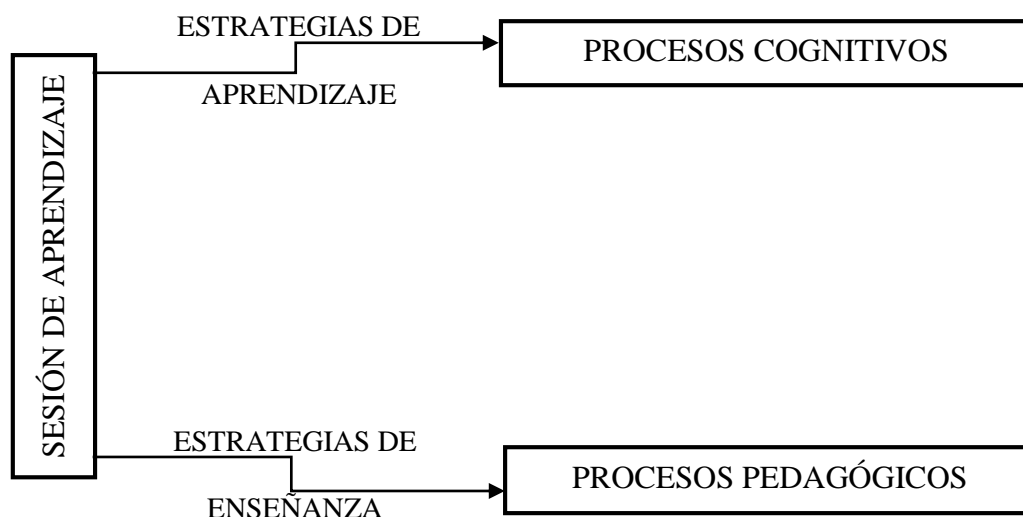 SESIÓN DE APRENDIZAJE
ESTRATEGIAS DE
APRENDIZAJE
PROCESOS COGNITIVOS
ESTRATEGIAS DE
ENSEÑANZA
PROCESOS PEDAGÓGICOS